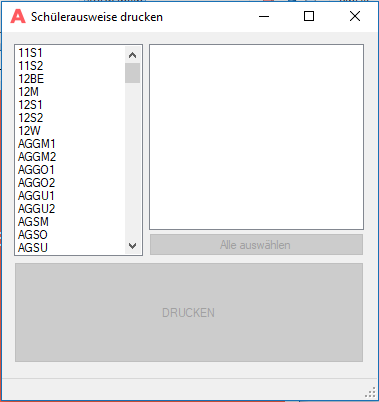 Schülerausweise drucken
11S1
11S2
12BE
12M
12S1
12S2
12W
AGGM1
AGGM2
AGGO1
AGGO2
AGGU1
AGGU2
AGSM
AGSO
AGSU
Alle auswählen
DRUCKEN